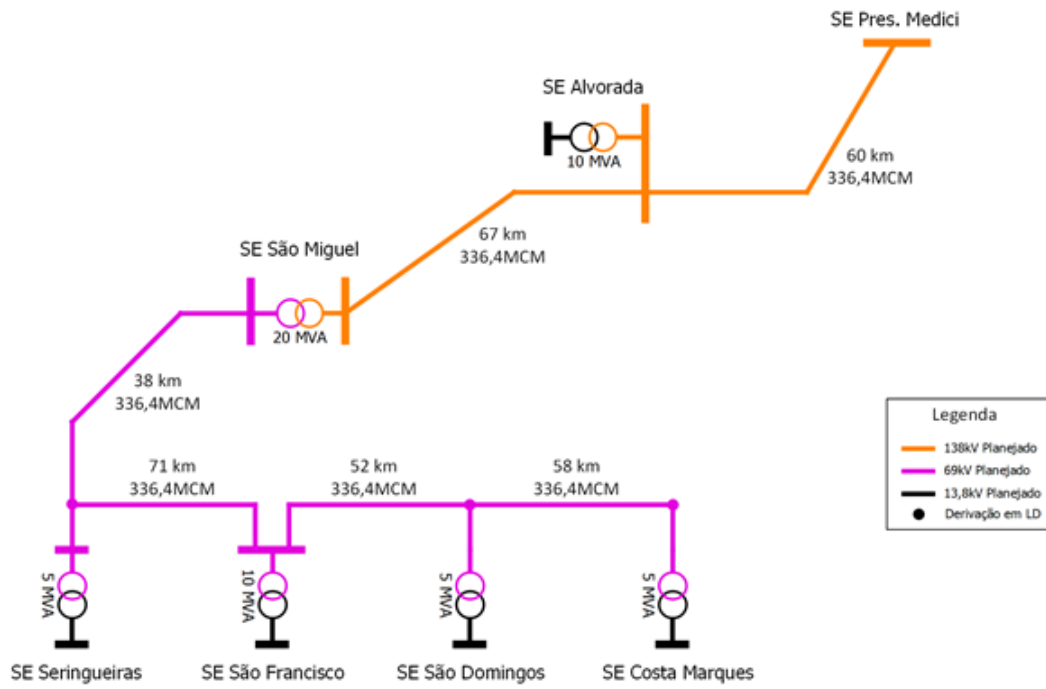 SE Pres. Medici
SE Alvorada
10 MVA
60 km
336,4MCM
67 km
336,4MCM
SE São Miguel
20 MVA
38 km
336,4MCM
Legenda
138kV Planejado
69kV Planejado
13,8kV Planejado
Derivação em LD
71 km
336,4MCM
52 km
336,4MCM
58 km
336,4MCM
5 MVA
10 MVA
5 MVA
5 MVA
SE Seringueiras
SE São Francisco
SE São Domingos
SE Costa Marques